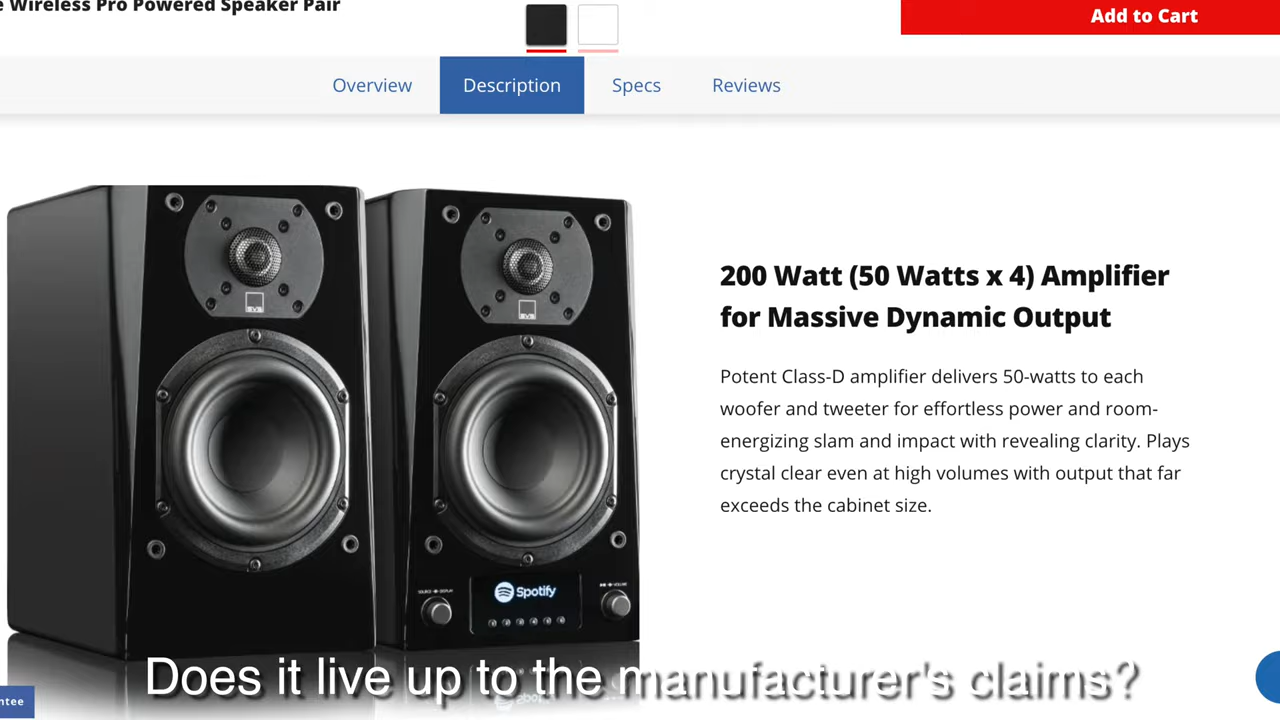 e Wireless Pro Powered Speaker Pair
Add to Cart
Overview
Description
Specs
Reviews
200 Watt (50 Watts x 4) Amplifier
for Massive Dynamic Output
Potent Class-D amplifier delivers 50-watts to each
woofer and tweeter for effortless power and room-
energizing slam and impact with revealing clarity. Plays
crystal clear even at high volumes with output that far
exceeds the cabinet size.
SVS
SVS
Spotify
VOLUME
Does it live up to the manufacturer's claims?
ntee